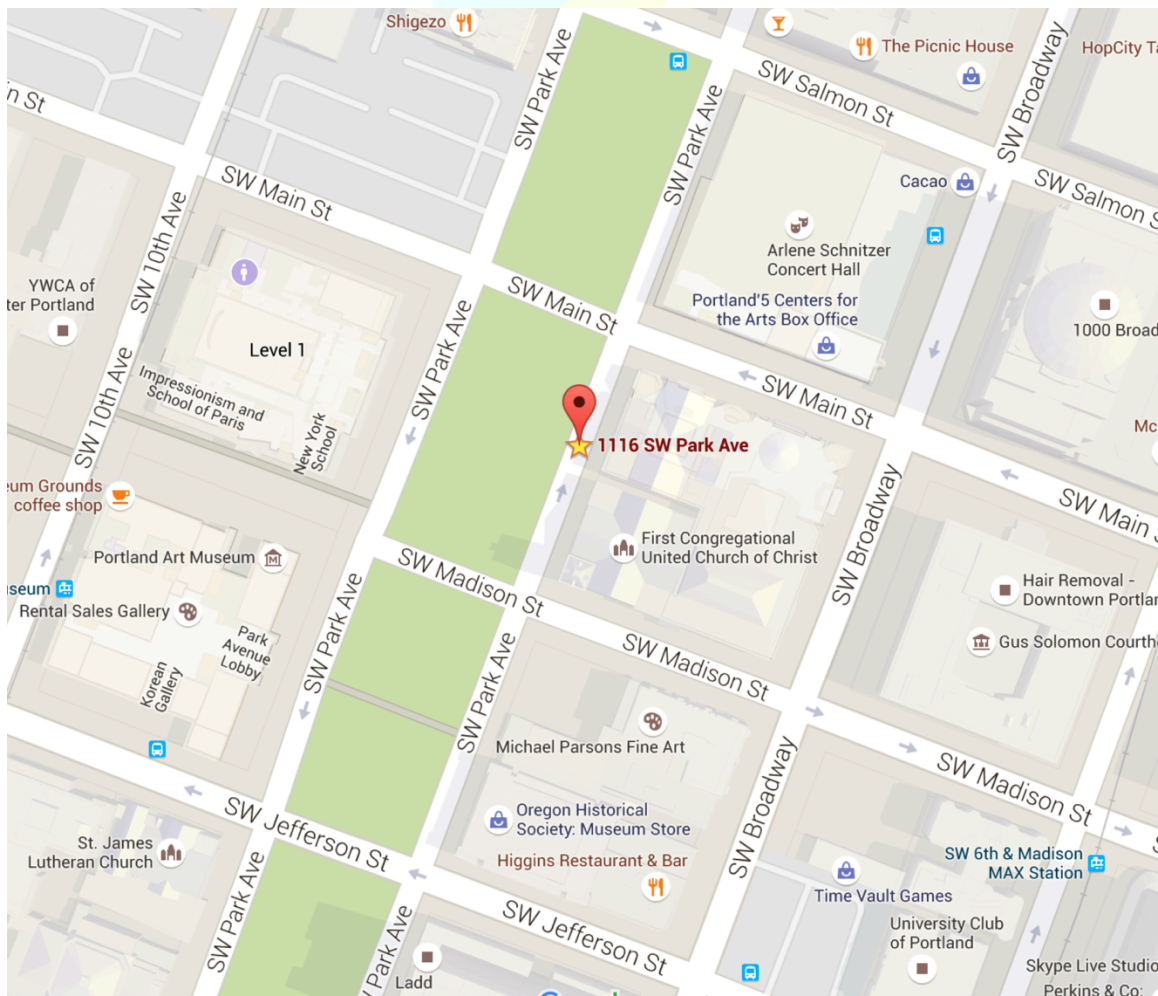 Shigezo
The Picnic House
HopCity Ta
SW Park Ave
SW Park Ave
SW Salmon St
SW Broadway
n St
SW Main St
SW 10th Ave
Cacao
SW Salmon S
Arlene Schnitzer
Concert Hall
YWCA of
ter Portland
SW Main St
Portland'5 Centers for
the Arts Box Office
1000 Broad
Level 1
SW Park Ave
SW 10th Ave
Impressionism and
School of Paris
New York
School
SW Main St
Mc
1116 SW Park Ave
eum Grounds
coffee shop
SW Main S
SW Broadway
First Congregational
United Church of Christ
Portland Art Museum
SW Madison St
useum
Rental Sales Gallery
Hair Removal -
Downtown Portlan
SW Park Ave
Park
Avenue
Lobby
Korean
Gallery
SW Park Ave
SW Madison St
Gus Solomon Courtho
Michael Parsons Fine Art
SW Madison St
SW Broadway
Oregon Historical
Society: Museum Store
SW Jefferson St
St. James
Lutheran Church
Higgins Restaurant & Bar
SW 6th & Madison
MAX Station
Time Vault Games
SW Park Ave
SW Jefferson St
University Club
of Portland
Park Ave
Ladd
Skype Live Studio
Perkins & Co: